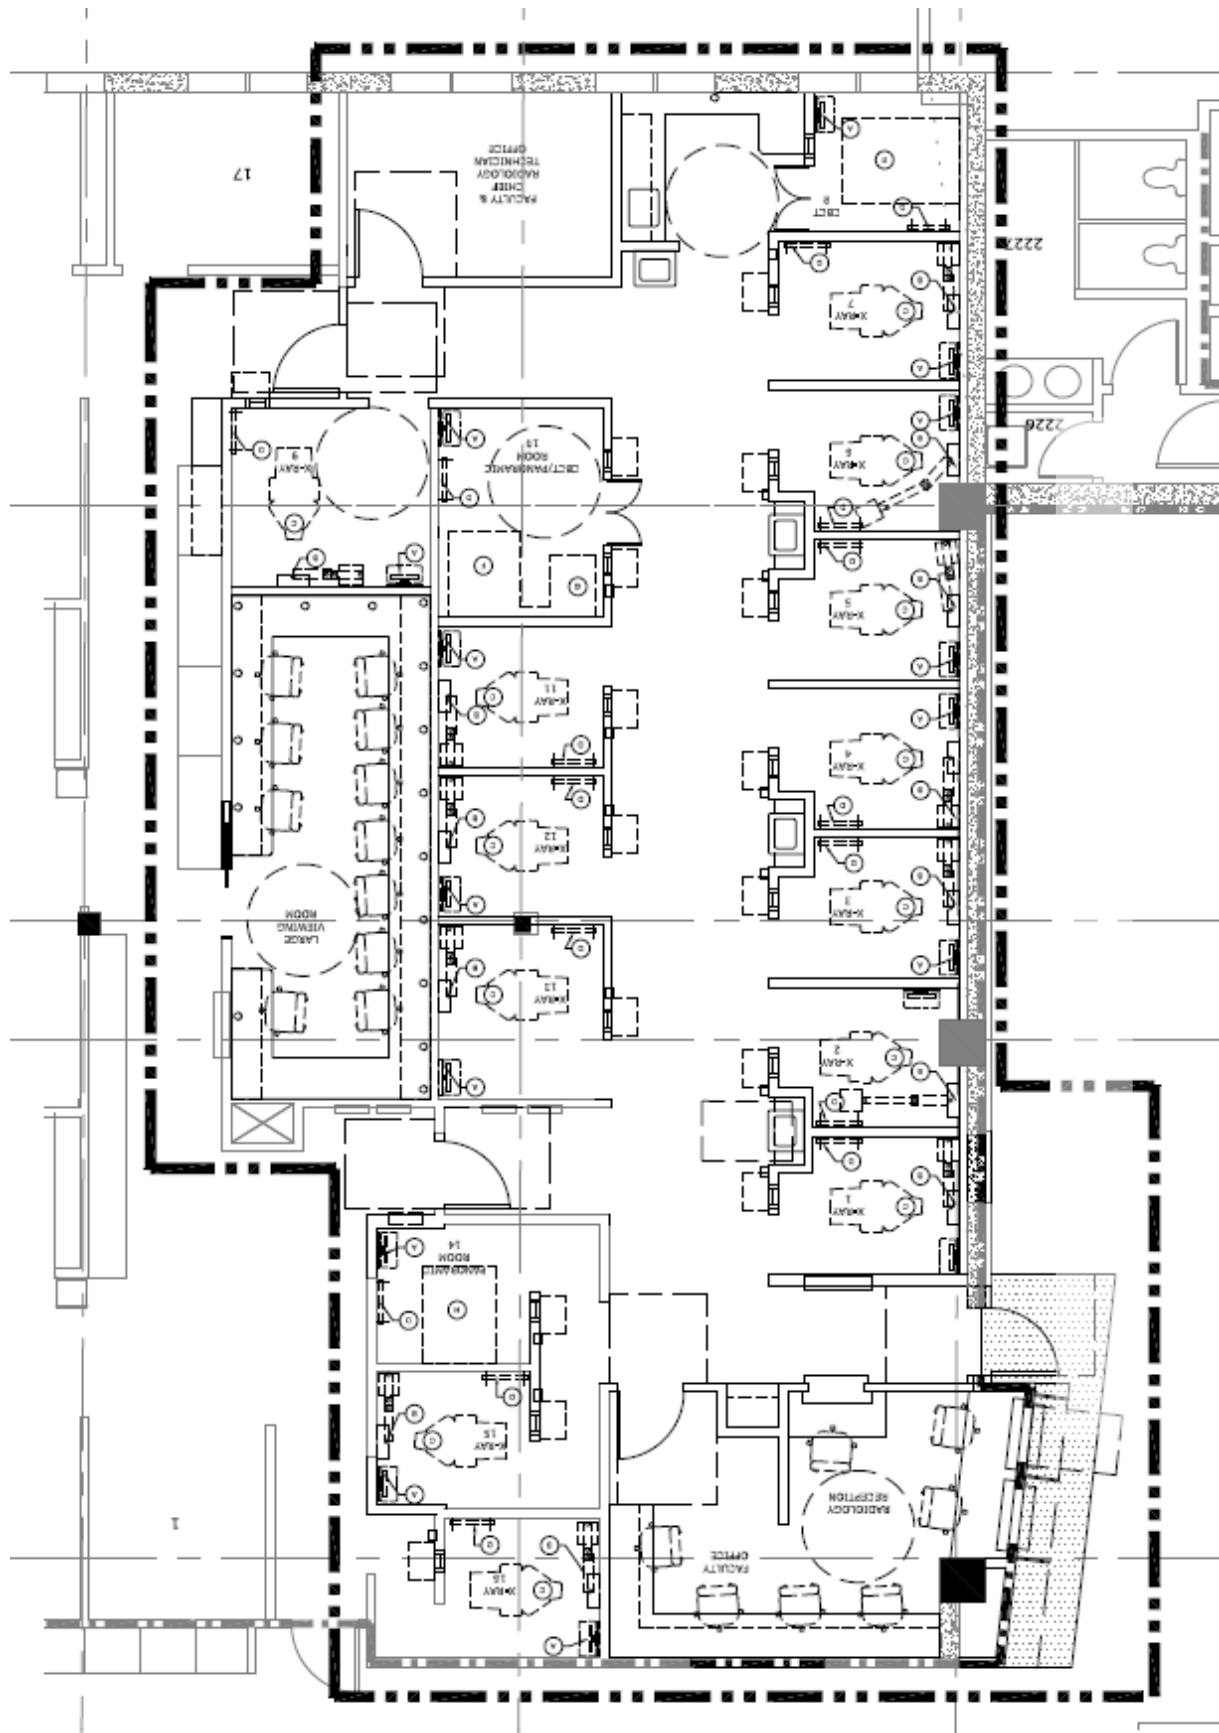 17
FACULTY &
CHIEF
RADIOLOGY
TECHNICIAN
OFFICE
A
E
CBCT
8
D
2227
D
B
X-RAY
7
C
A
2226
A
B
X-RAY
6
C
D
X-RAY
9
D
C
B
A
CBCT/PANORAMIC
ROOM
10
A
D
F
G
D
B
X-RAY
5
C
A
A
X-RAY
11
C
B
D
A
X-RAY
4
C
B
D
D
B
X-RAY
12
C
A
D
B
X-RAY
3
C
A
LARGE
VIEWING
ROOM
D
B
X-RAY
13
C
A
X-RAY
2
C
D
D
B
X-RAY
1
C
PANORAMIC
ROOM
14
A
D
H
D
B
X-RAY
15
C
A
RADIOLOGY
RECEPTION
FACULTY
OFFICE
1
D
B
X-RAY
16
C
A